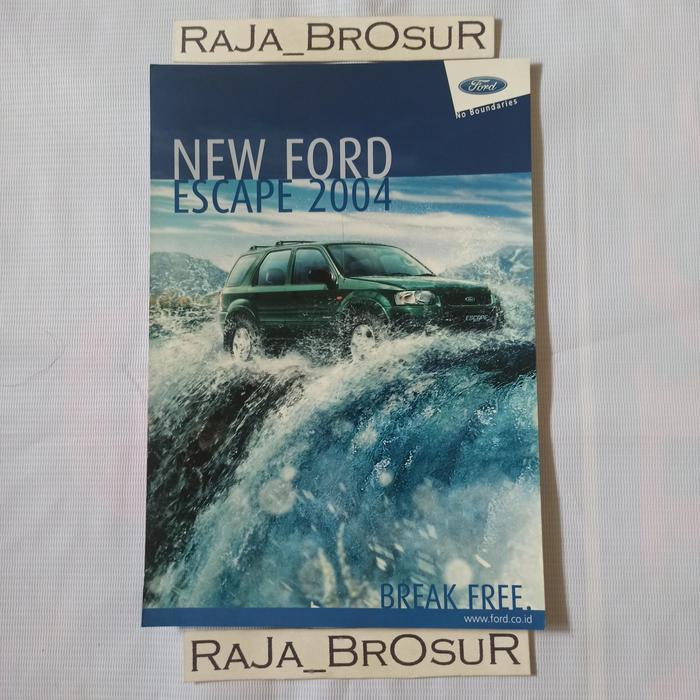 RAJA_BROSUR
Ford
No Boundaries
NEW FORD
ESCAPE 2004
ESCAPE
BREAK FREE.
www.ford.co.id
RAJA_BROSUR